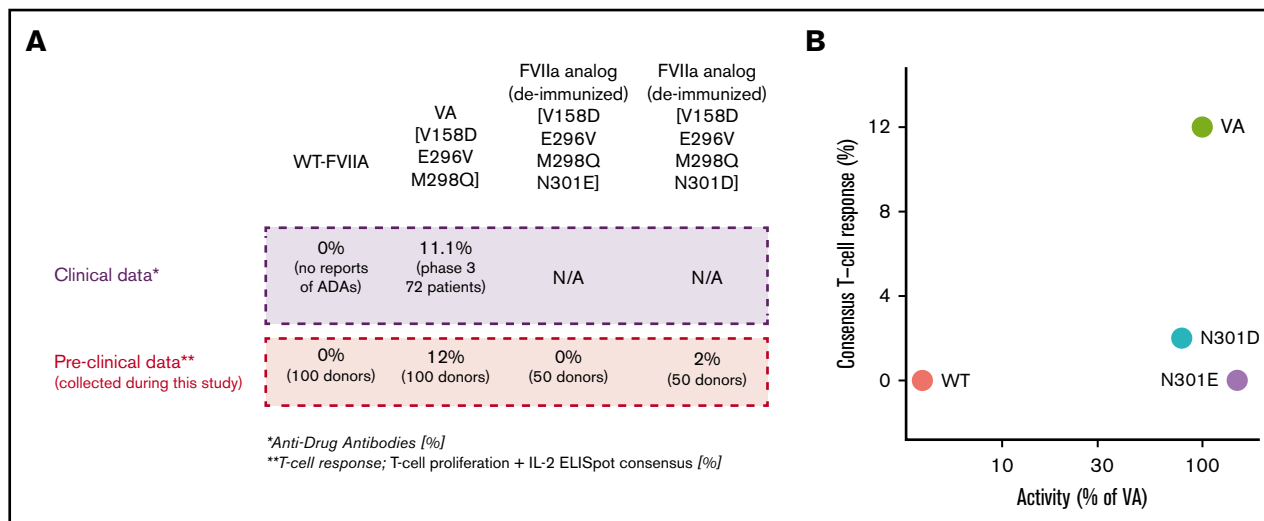 A
WT-FVIIA
VA
[V158D
E296V
M298Q]
FVIIa analog
(de-immunized)
[V158D
E296V
M298Q
N301E]
FVIIa analog
(de-immunized)
[V158D
E296V
M298Q
N301D]
Clinical data*
0%
(no reports
of ADAs)
11.1%
(phase 3
72 patients)
N/A
N/A
Pre-clinical data**
(collected during this study)
0%
(100 donors)
12%
(100 donors)
0%
(50 donors)
2%
(50 donors)
*Anti-Drug Antibodies [%]
**T-cell response; T-cell proliferation + IL-2 ELISpot consensus [%]
B
Consensus T–cell response (%)
12
8
4
0
VA
N301D
WT
N301E
10
30
100
Activity (% of VA)